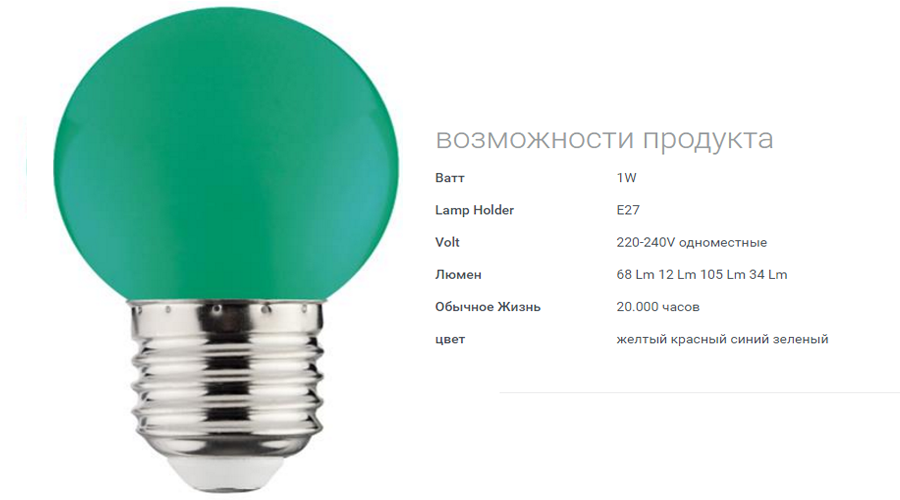 возможности продукта
Ватт 1W
Lamp Holder E27
Volt 220-240V одноместные
Люмен 68 Lm 12 Lm 105 Lm 34 Lm
Обычное Жизнь 20.000 часов
цвет желтый красный синий зеленый